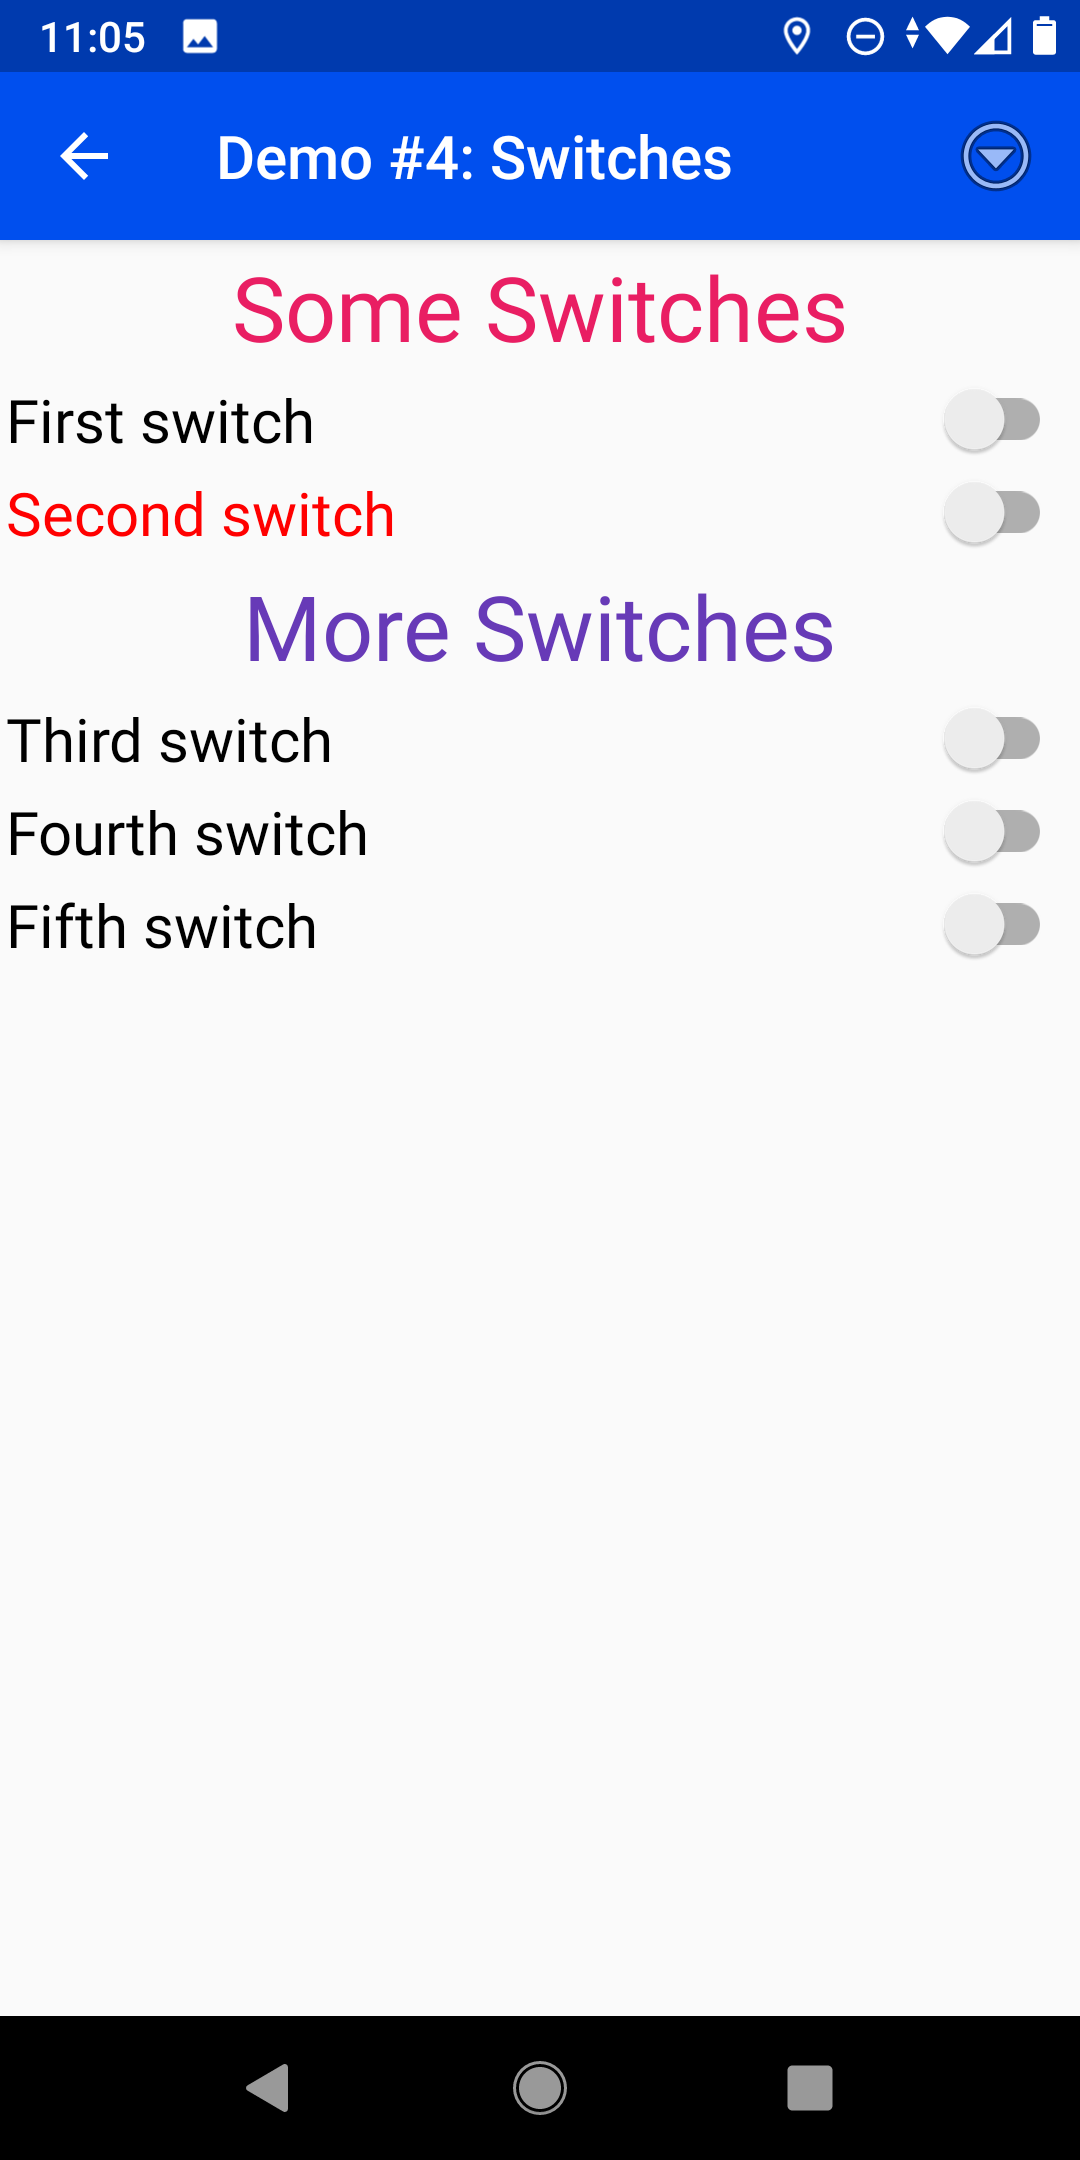 11:05
Demo #4: Switches
Some Switches
First switch
Second switch
More Switches
Third switch
Fourth switch
Fifth switch